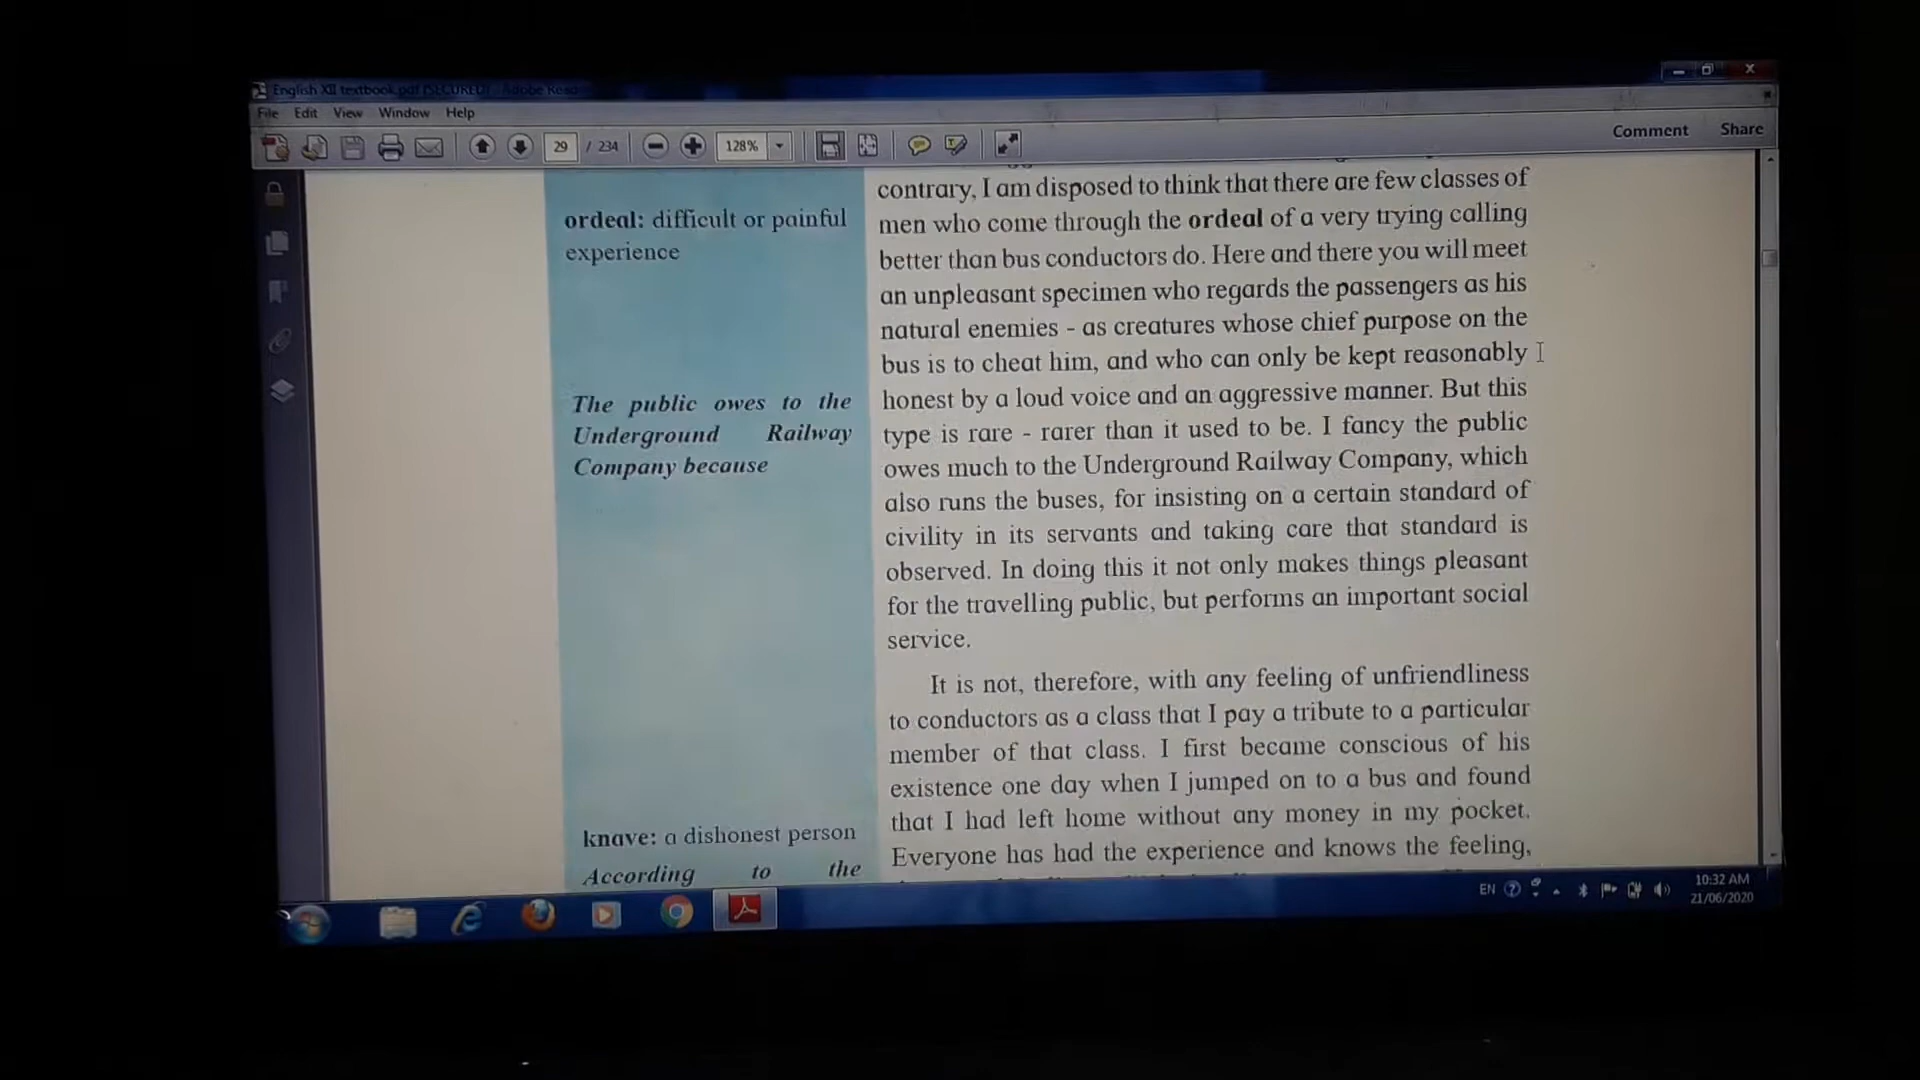 English XII textbook.pdf (SECURED) - Adobe Reader
File Edit View Window Help
29 / 234 128% Comment Share
ordeal: difficult or painful
experience
The public owes to the
Underground Railway
Company because
knave: a dishonest person
According to the
contrary, I am disposed to think that there are few classes of
men who come through the ordeal of a very trying calling
better than bus conductors do. Here and there you will meet
an unpleasant specimen who regards the passengers as his
natural enemies - as creatures whose chief purpose on the
bus is to cheat him, and who can only be kept reasonably
honest by a loud voice and an aggressive manner. But this
type is rare - rarer than it used to be. I fancy the public
owes much to the Underground Railway Company, which
also runs the buses, for insisting on a certain standard of
civility in its servants and taking care that standard is
observed. In doing this it not only makes things pleasant
for the travelling public, but performs an important social
service.
It is not, therefore, with any feeling of unfriendliness
to conductors as a class that I pay a tribute to a particular
member of that class. I first became conscious of his
existence one day when I jumped on to a bus and found
that I had left home without any money in my pocket.
Everyone has had the experience and knows the feeling,
EN
10:32 AM
21/06/2020